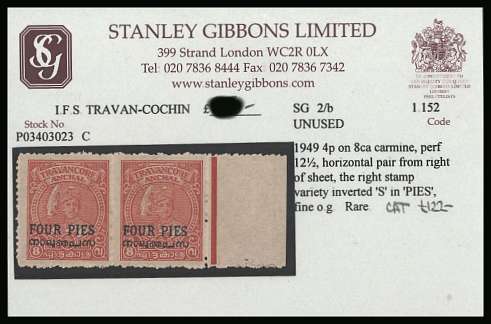 STANLEY GIBBONS LIMITED
399 Strand London WC2R 0LX
Tel: 020 7836 8444 Fax: 020 7836 7342
www.stanleygibbons.com
SG
I.F.S. TRAVAN-COCHIN £ SG 2/b 1.152
Stock No UNUSED Code
P03403023 C
1949 4p on 8ca carmine, perf
12½, horizontal pair from right
of sheet, the right stamp
variety inverted 'S' in 'PIES',
fine o.g. Rare. CAT £122-
TRAVANCORE TRAVANCORE
ANCHAL ANCHAL
FOUR PIES FOUR PIES
8 8